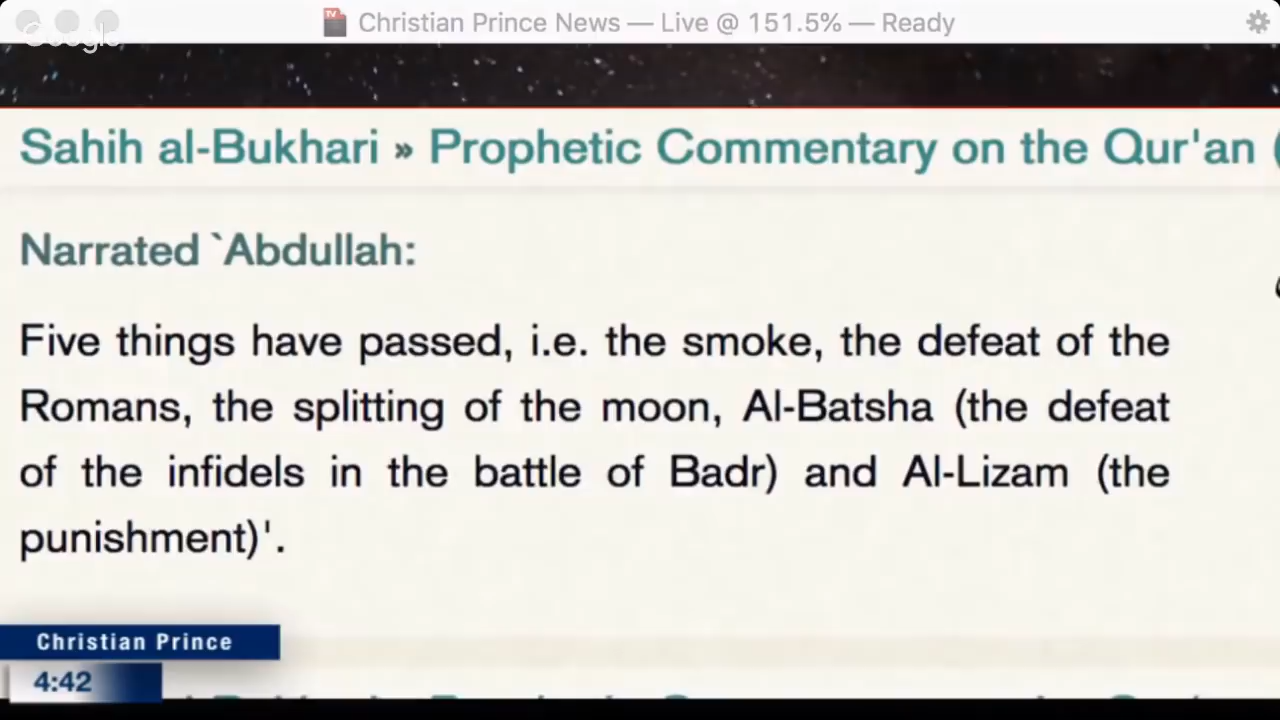 Christian Prince News — Live @ 151.5% — Ready
Google
TV
Sahih al-Bukhari » Prophetic Commentary on the Qur'an (
Narrated `Abdullah:
Five things have passed, i.e. the smoke, the defeat of the
Romans, the splitting of the moon, Al-Batsha (the defeat
of the infidels in the battle of Badr) and Al-Lizam (the
punishment)'.
Christian Prince
4:42